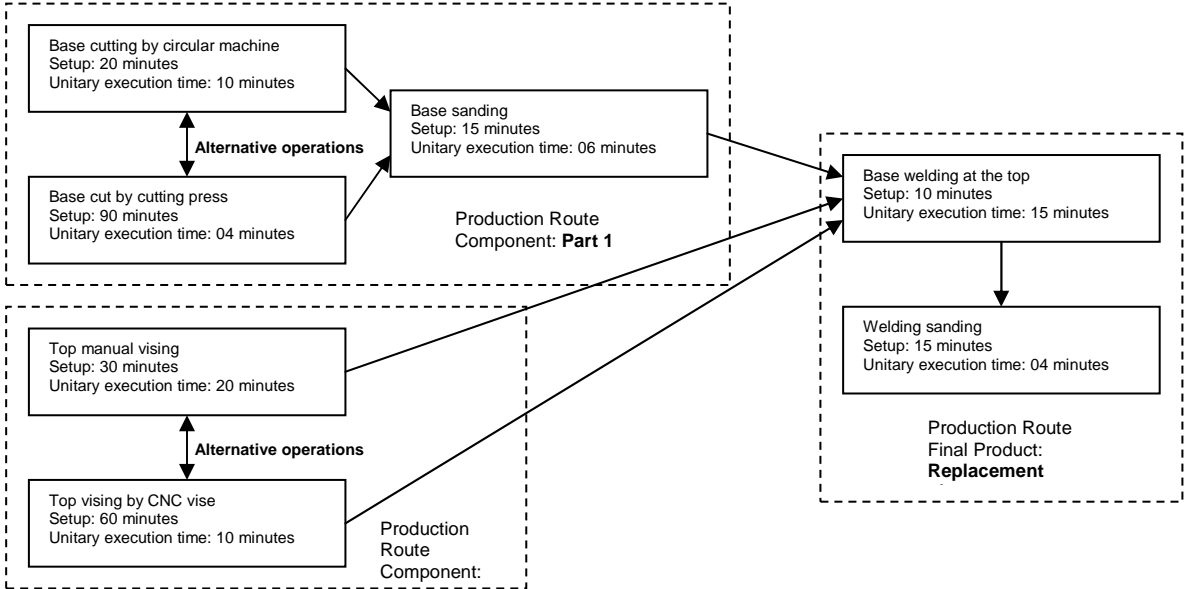 Base cutting by circular machine
Setup: 20 minutes
Unitary execution time: 10 minutes
Alternative operations
Base cut by cutting press
Setup: 90 minutes
Unitary execution time: 04 minutes
Base sanding
Setup: 15 minutes
Unitary execution time: 06 minutes
Production Route
Component: Part 1
Top manual vising
Setup: 30 minutes
Unitary execution time: 20 minutes
Alternative operations
Top vising by CNC vise
Setup: 60 minutes
Unitary execution time: 10 minutes
Production
Route
Component:
Base welding at the top
Setup: 10 minutes
Unitary execution time: 15 minutes
Welding sanding
Setup: 15 minutes
Unitary execution time: 04 minutes
Production Route
Final Product:
Replacement